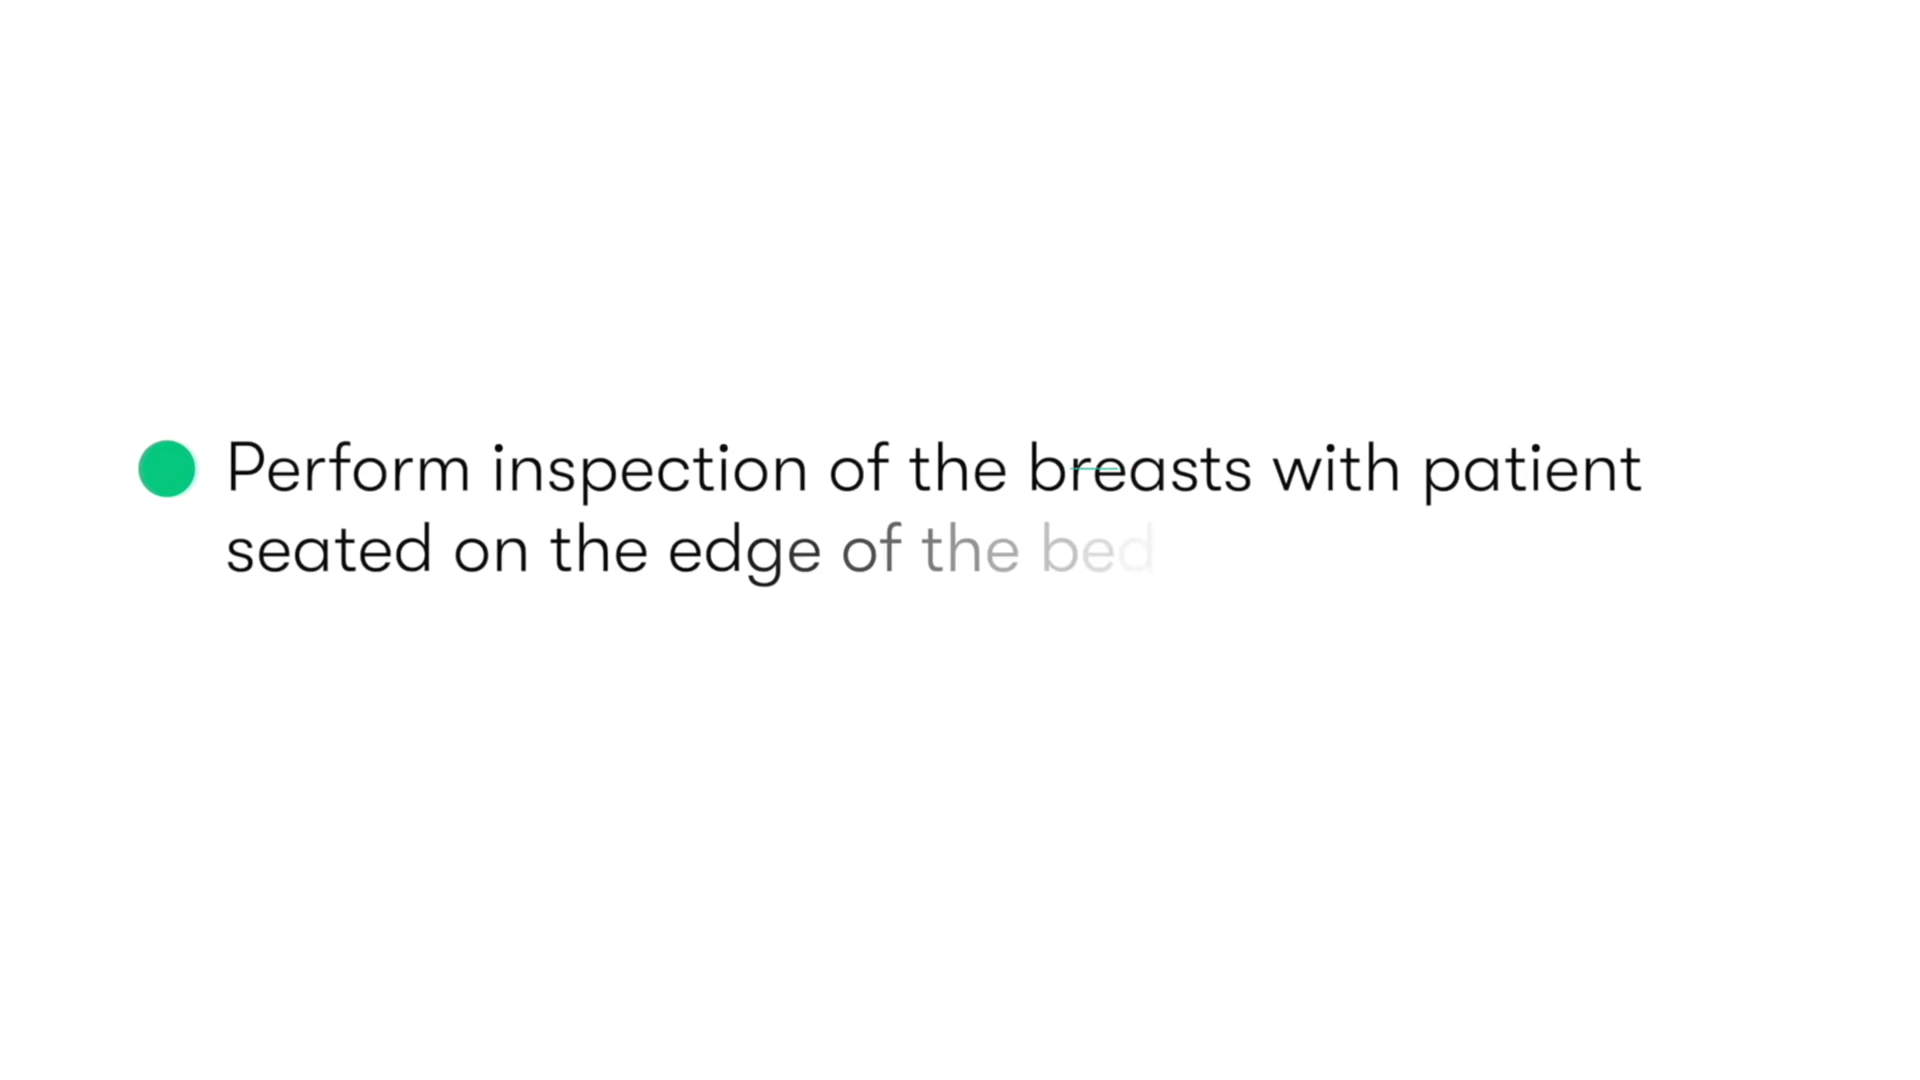 Perform inspection of the breasts with patient
seated on the edge of the bed